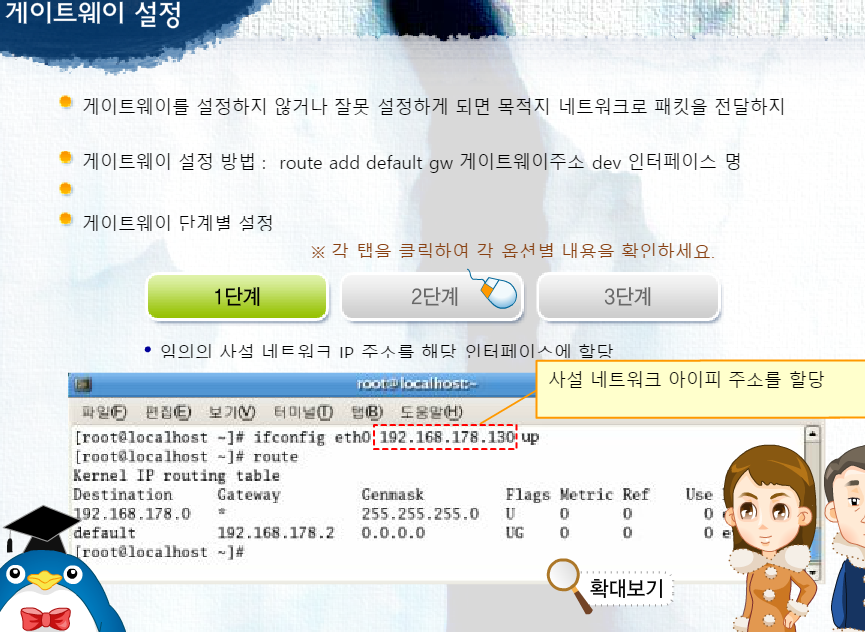 게이트웨이 설정
게이트웨이를 설정하지 않거나 잘못 설정하게 되면 목적지 네트워크로 패킷을 전달하지
게이트웨이 설정 방법 : route add default gw 게이트웨이주소 dev 인터페이스 명
게이트웨이 단계별 설정
※ 각 탭을 클릭하여 각 옵션별 내용을 확인하세요.
1단계 2단계 3단계
임의의 사설 네트워크 IP 주소를 해당 인터페이스에 할당
사설 네트워크 아이피 주소를 할당
root@localhost:~
파일(F) 편집(E) 보기(V) 터미널(T) 탭(B) 도움말(H)
[root@localhost ~]# ifconfig eth0 192.168.178.130 up
[root@localhost ~]# route
Kernel IP routing table
Destination Gateway Genmask Flags Metric Ref Use
192.168.178.0 * 255.255.255.0 U 0 0 0 e
default 192.168.178.2 0.0.0.0 UG 0 0 0 e
[root@localhost ~]#
확대보기